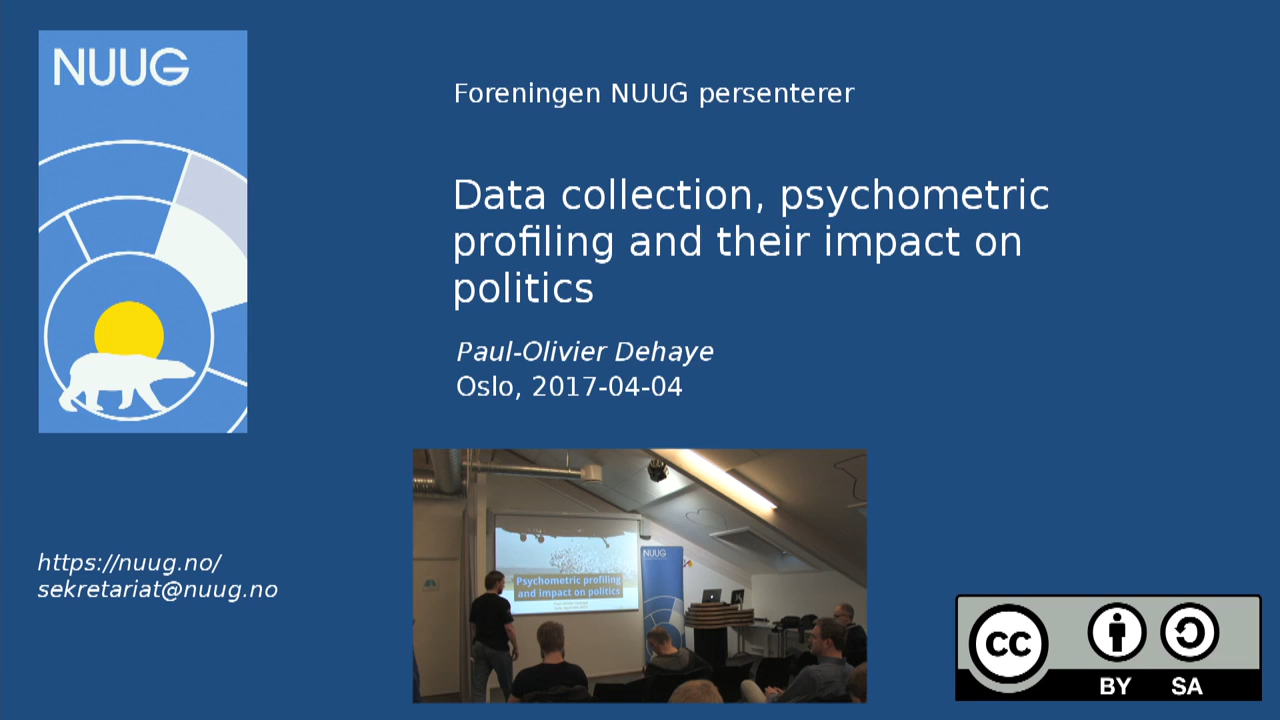 NUUG
Foreningen NUUG persenterer
Data collection, psychometric
profiling and their impact on
politics
Paul-Olivier Dehaye
Oslo, 2017-04-04
Psychometric profiling
and impact on politics
NUUG
https://nuug.no/
sekretariat@nuug.no
cc
BY SA